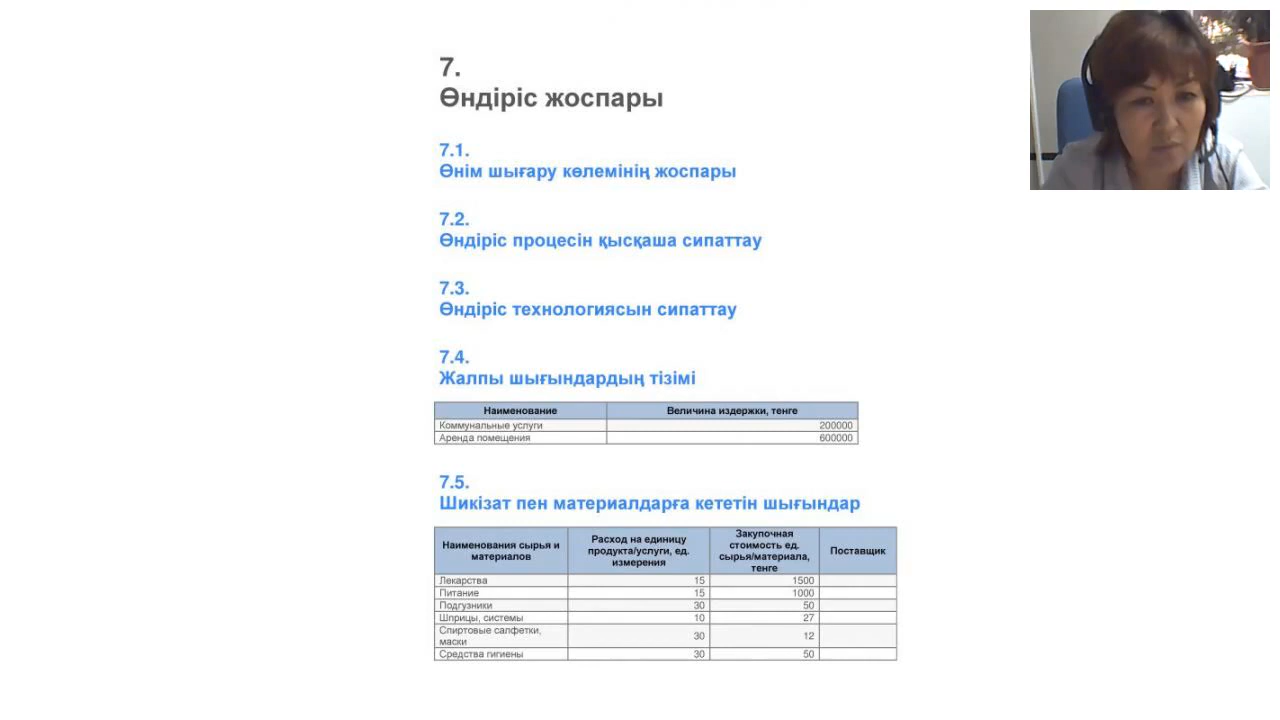 7.
Өндіріс жоспары
7.1.
Өнім шығару көлемінің жоспары
7.2.
Өндіріс процесін қысқаша сипаттау
7.3.
Өндіріс технологиясын сипаттау
7.4.
Жалпы шығындардың тізімі
Наименование Величина издержки, тенге
Коммунальные услуги 200000
Аренда помещения 600000
7.5.
Шикізат пен материалдарға кететін шығындар
Наименования сырья и материалов Расход на единицу продукта/услуги, ед. измерения Закупочная стоимость ед. сырья/материала, тенге Поставщик
Лекарства 15 1500
Питание 15 1000
Подгузники 30 50
Шприцы, системы 10 27
Спиртовые салфетки, маски 30 12
Средства гигиены 30 50